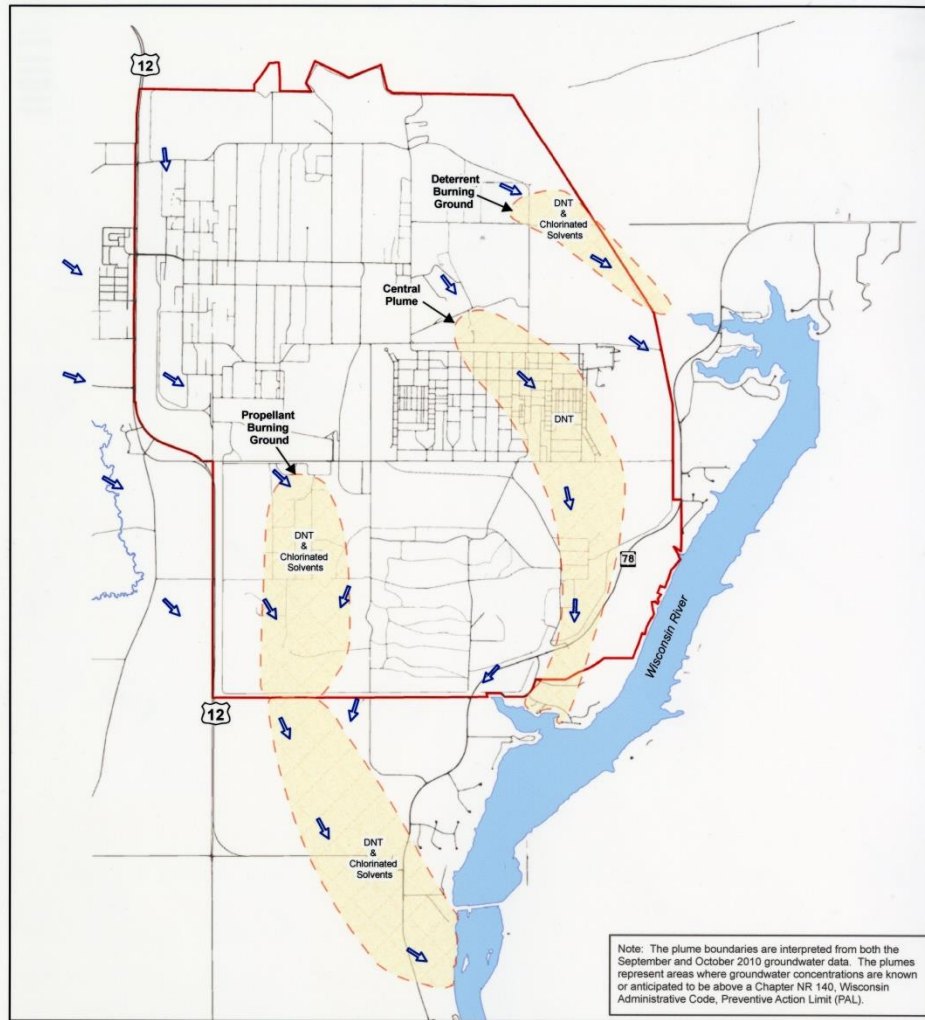 12
Deterrent
Burning
Ground
DNT
&
Chlorinated
Solvents
Central
Plume
DNT
Propellant
Burning
Ground
DNT
&
Chlorinated
Solvents
78
Wisconsin River
12
DNT
&
Chlorinated
Solvents
Note: The plume boundaries are interpreted from both the
September and October 2010 groundwater data. The plumes
represent areas where groundwater concentrations are known
or anticipated to be above a Chapter NR 140, Wisconsin
Administrative Code, Preventive Action Limit (PAL).